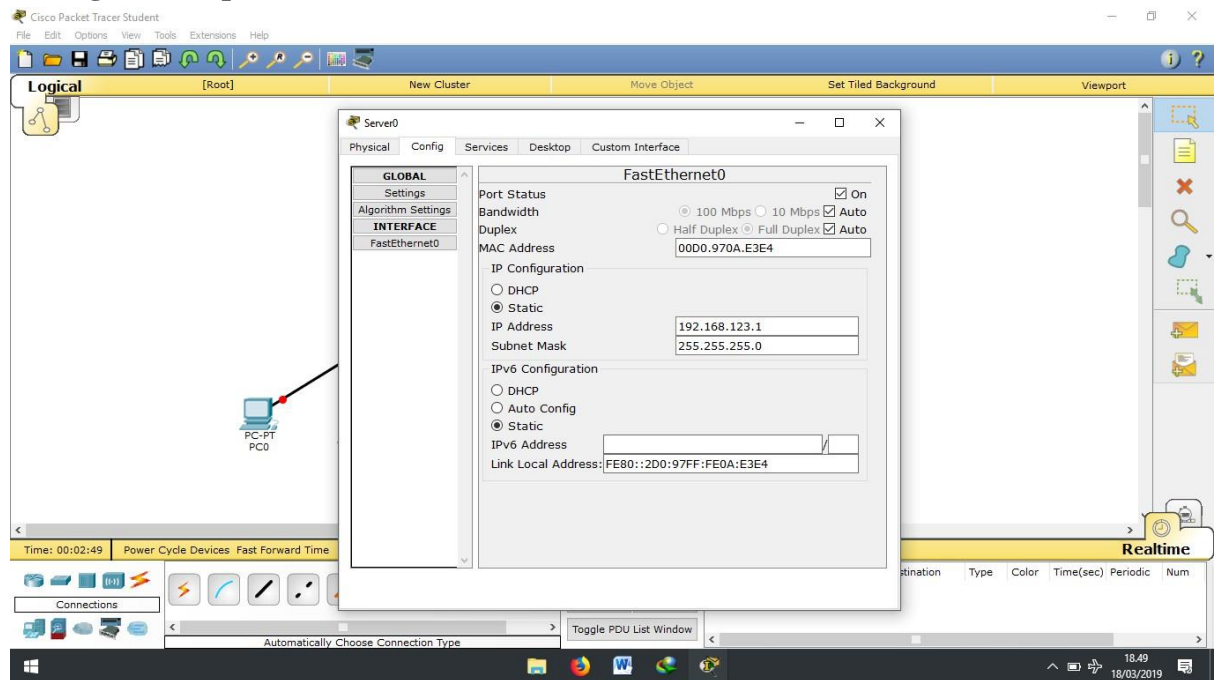 Cisco Packet Tracer Student
File Edit Options View Tools Extensions Help
Logical [Root] New Cluster Move Object Set Tiled Background Viewport
Server0
Physical Config Services Desktop Custom Interface
GLOBAL
Settings
Algorithm Settings
INTERFACE
FastEthernet0
FastEthernet0
Port Status On
Bandwidth 100 Mbps 10 Mbps Auto
Duplex Half Duplex Full Duplex Auto
MAC Address 00D0.970A.E3E4
IP Configuration
DHCP
Static
IP Address 192.168.123.1
Subnet Mask 255.255.255.0
IPv6 Configuration
DHCP
Auto Config
Static
IPv6 Address /
Link Local Address: FE80::2D0:97FF:FE0A:E3E4
PC-PT
PC0
Time: 00:02:49 Power Cycle Devices Fast Forward Time Realtime
stination Type Color Time(sec) Periodic Num
Connections
Toggle PDU List Window
Automatically Choose Connection Type
18.49
18/03/2019